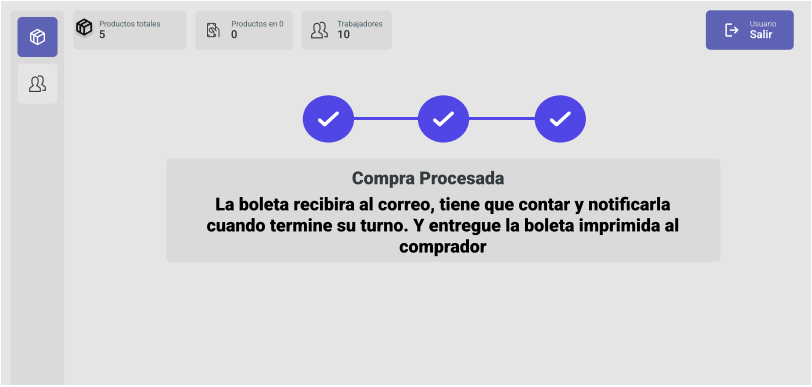 Productos totales
5
Productos en 0
0
Trabajadores
10
Usuario
Salir
Compra Procesada
La boleta recibira al correo, tiene que contar y notificarla
cuando termine su turno. Y entregue la boleta imprimida al
comprador